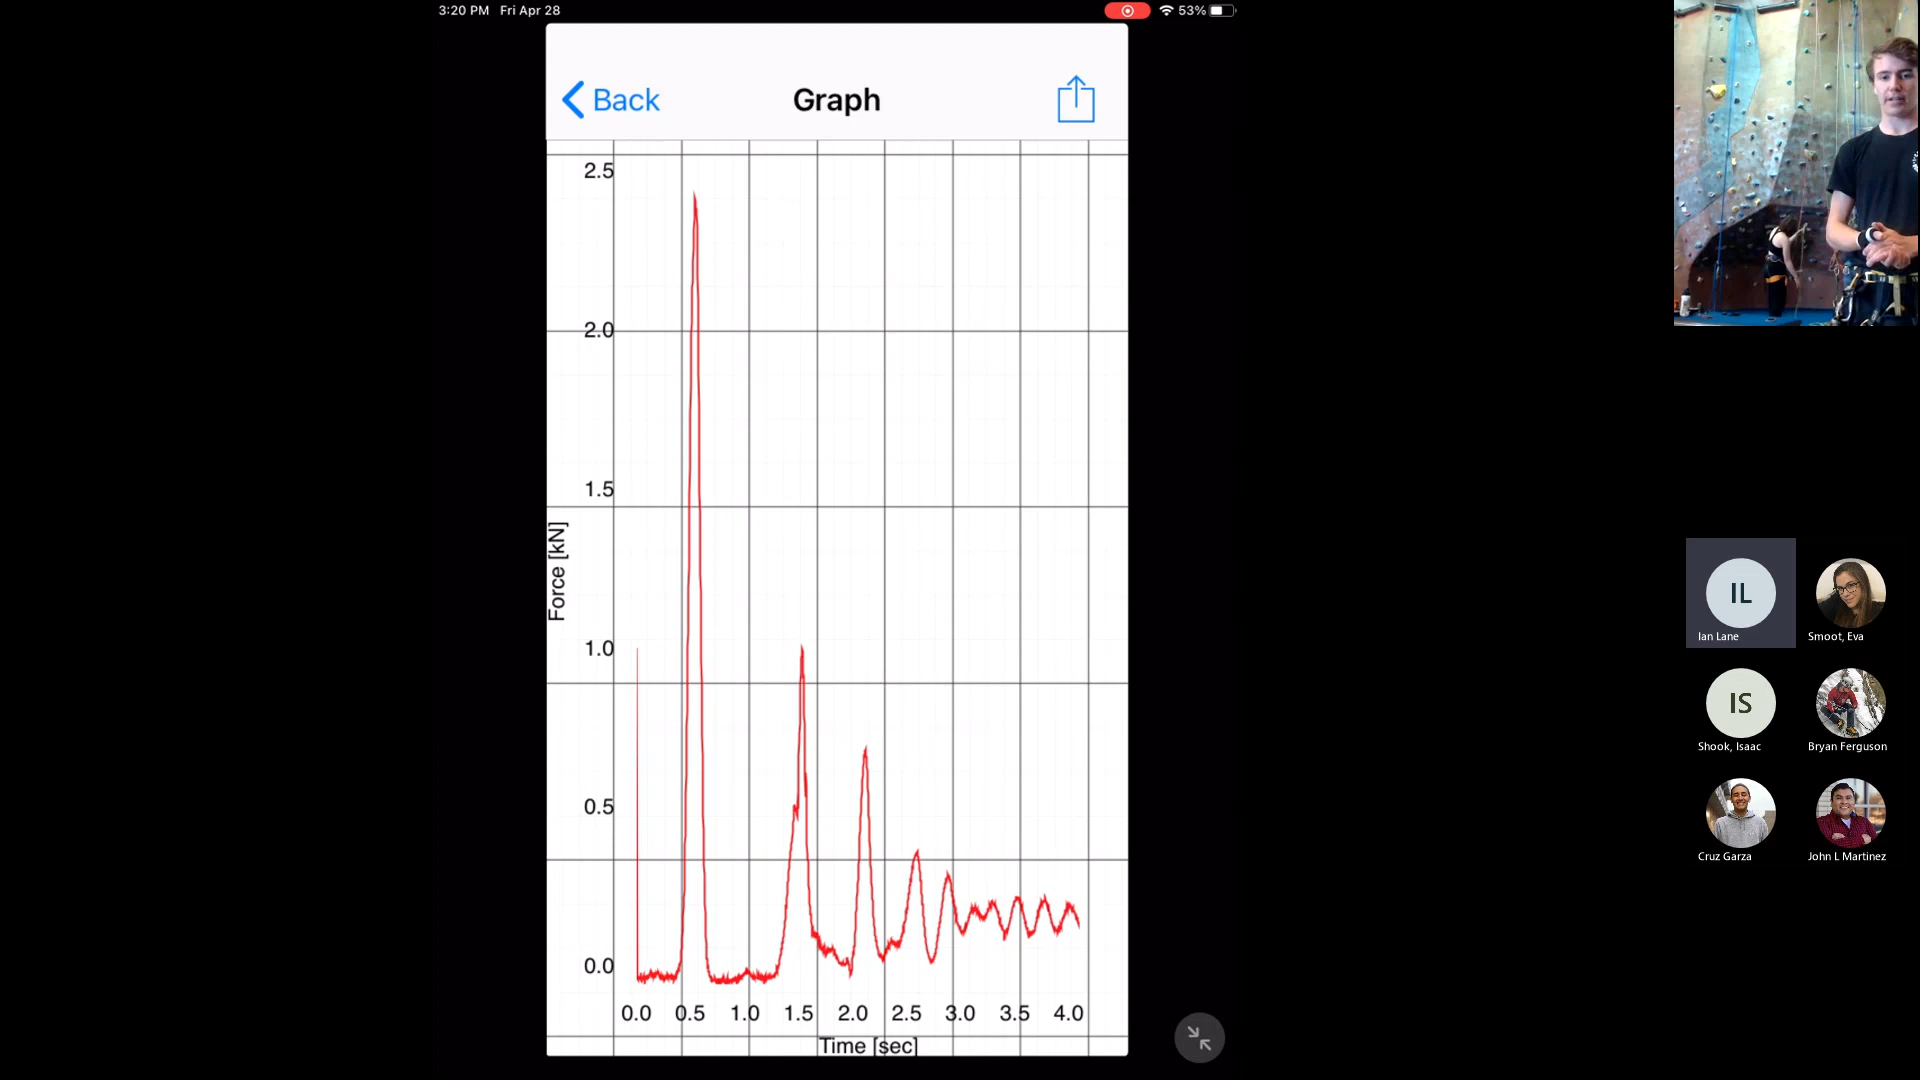 3:20 PM Fri Apr 28
53%
Back
Graph
2.5
2.0
1.5
1.0
0.5
0.0
Force [kN]
0.0 0.5 1.0 1.5 2.0 2.5 3.0 3.5 4.0
Time [sec]
IL
Ian Lane
Smoot, Eva
IS
Shook, Isaac
Bryan Ferguson
Cruz Garza
John L Martinez